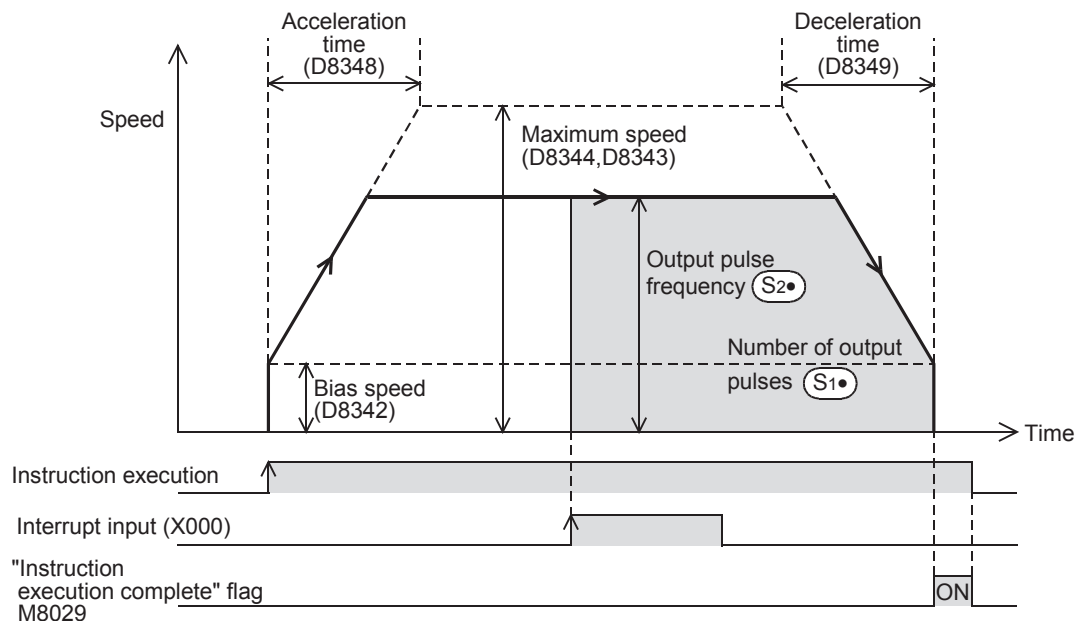 Acceleration
time
(D8348)
Deceleration
time
(D8349)
Speed
Maximum speed
(D8344,D8343)
Output pulse
frequency S2•
Number of output
pulses S1•
Bias speed
(D8342)
Time
Instruction execution
Interrupt input (X000)
"Instruction
execution complete" flag
M8029
ON